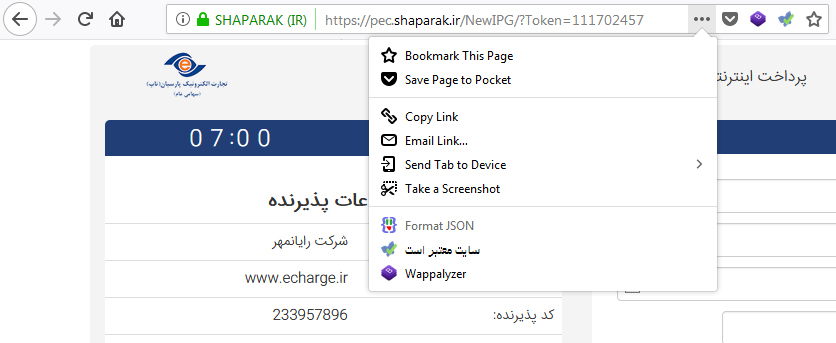 SHAPARAK (IR)
https://pec.shaparak.ir/NewIPG/?Token=111702457
Bookmark This Page
Save Page to Pocket
Copy Link
Email Link...
Send Tab to Device
Take a Screenshot
Format JSON
سایت معتبر است
Wappalyzer
تجارت الکترونیک پارسیان(تاپ)
(سهامی عام)
پرداخت اینترنت
07:00
عات پذیرنده
شرکت رایانمهر
www.echarge.ir
کد پذیرنده: 233957896